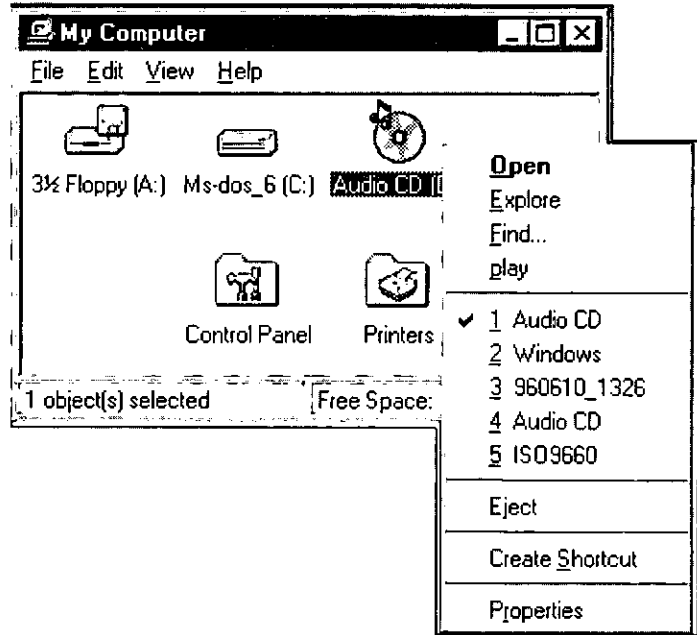 My Computer
File Edit View Help
3½ Floppy (A:) Ms-dos_6 (C:) Audio CD
Control Panel Printers
1 object(s) selected Free Space:
Open
Explore
Find...
play
✔ 1 Audio CD
2 Windows
3 960610_1326
4 Audio CD
5 ISO9660
Eject
Create Shortcut
Properties